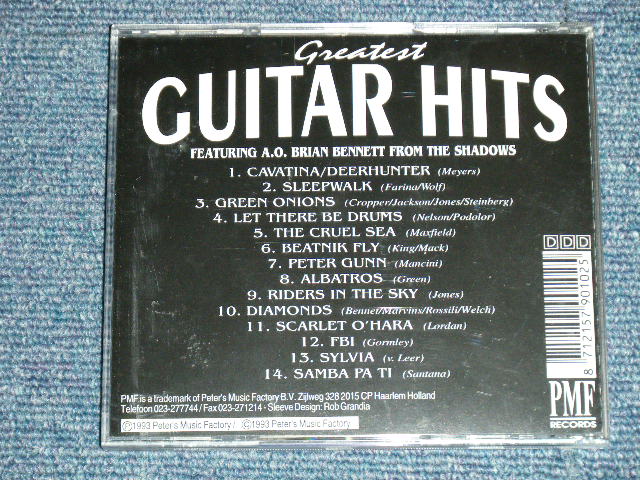 Greatest
GUITAR HITS
FEATURING A.O. BRIAN BENNETT FROM THE SHADOWS
1. CAVATINA/DEERHUNTER (Meyers)
2. SLEEPWALK (Farina/Wolf)
3. GREEN ONIONS (Cropper/Jackson/Jones/Steinberg)
4. LET THERE BE DRUMS (Nelson/Podolor)
5. THE CRUEL SEA (Maxfield)
6. BEATNIK FLY (King/Mack)
7. PETER GUNN (Mancini)
8. ALBATROS (Green)
9. RIDERS IN THE SKY (Jones)
10. DIAMONDS (Bennet/Marvins/Rossili/Welch)
11. SCARLET O'HARA (Lordan)
12. FBI (Gormley)
13. SYLVIA (v. Leer)
14. SAMBA PA TI (Santana)
DDD
8 712157 901025
PMF
RECORDS
PMF is a trademark of Peter's Music Factory B.V. Zijlweg 328 2015 CP Haarlem Holland
Telefoon 023-277744 / Fax 023-271214 · Sleeve Design: Rob Grandia
Ⓟ1993 Peter's Music Factory / ©1993 Peter's Music Factory